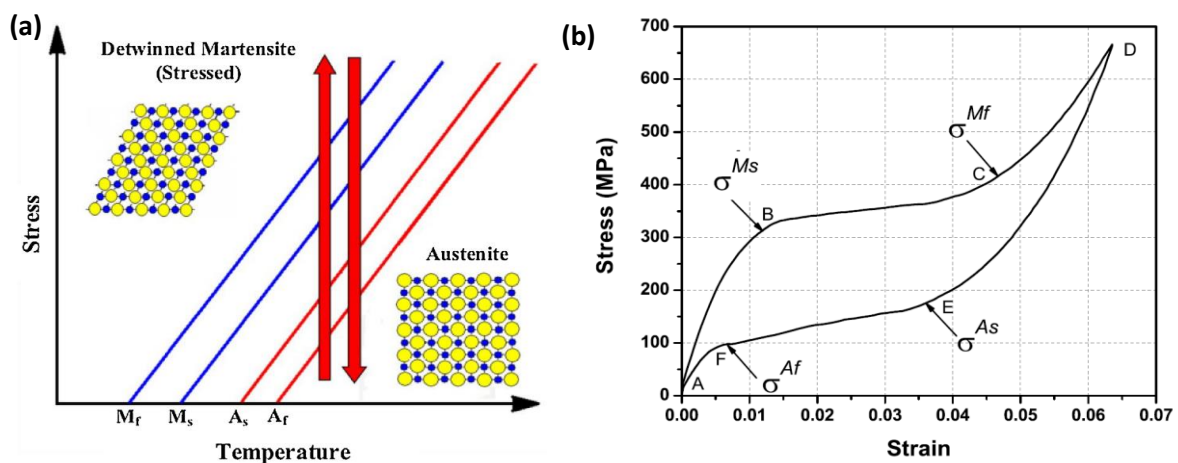 (a)
Detwinned Martensite
(Stressed)
Stress
Austenite
Mf Ms As Af
Temperature
(b)
700
600
500
400
300
200
100
0
Stress (MPa)
σMs
B
σMf
C
D
E
σAs
F
σAf
A
0.00 0.01 0.02 0.03 0.04 0.05 0.06 0.07
Strain